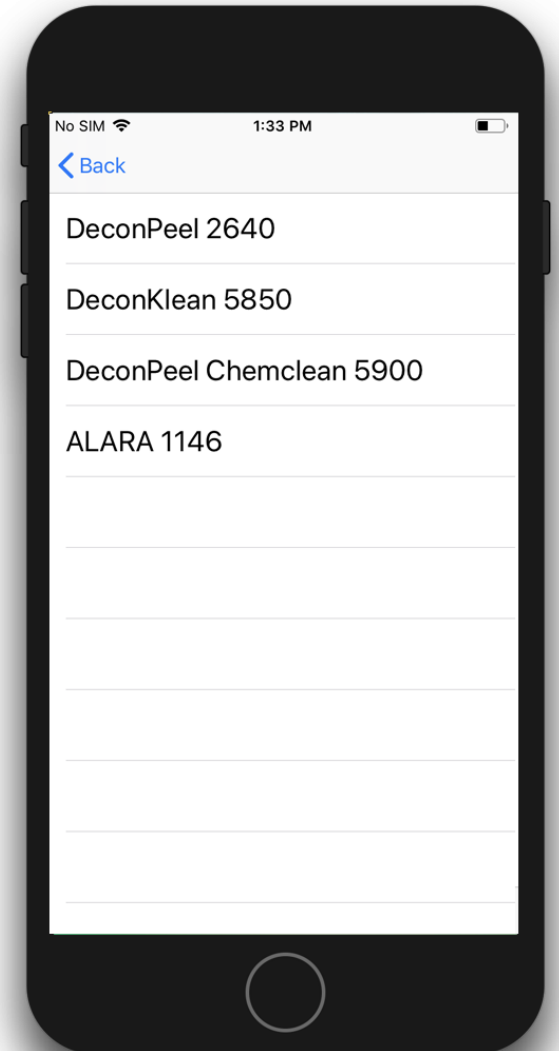 No SIM 1:33 PM
Back
DeconPeel 2640
DeconKlean 5850
DeconPeel Chemclean 5900
ALARA 1146